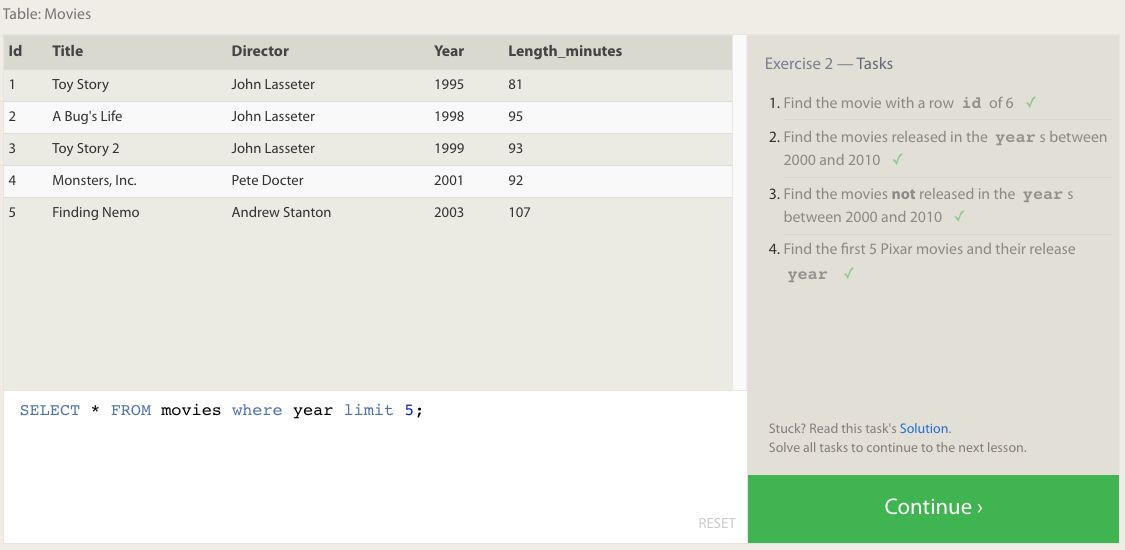 Table: Movies
Id Title Director Year Length_minutes
1 Toy Story John Lasseter 1995 81
2 A Bug's Life John Lasseter 1998 95
3 Toy Story 2 John Lasseter 1999 93
4 Monsters, Inc. Pete Docter 2001 92
5 Finding Nemo Andrew Stanton 2003 107
SELECT * FROM movies where year limit 5;
RESET
Exercise 2 — Tasks
1. Find the movie with a row id of 6 ✓
2. Find the movies released in the year s between
2000 and 2010 ✓
3. Find the movies not released in the year s
between 2000 and 2010 ✓
4. Find the first 5 Pixar movies and their release
year ✓
Stuck? Read this task's Solution.
Solve all tasks to continue to the next lesson.
Continue ›